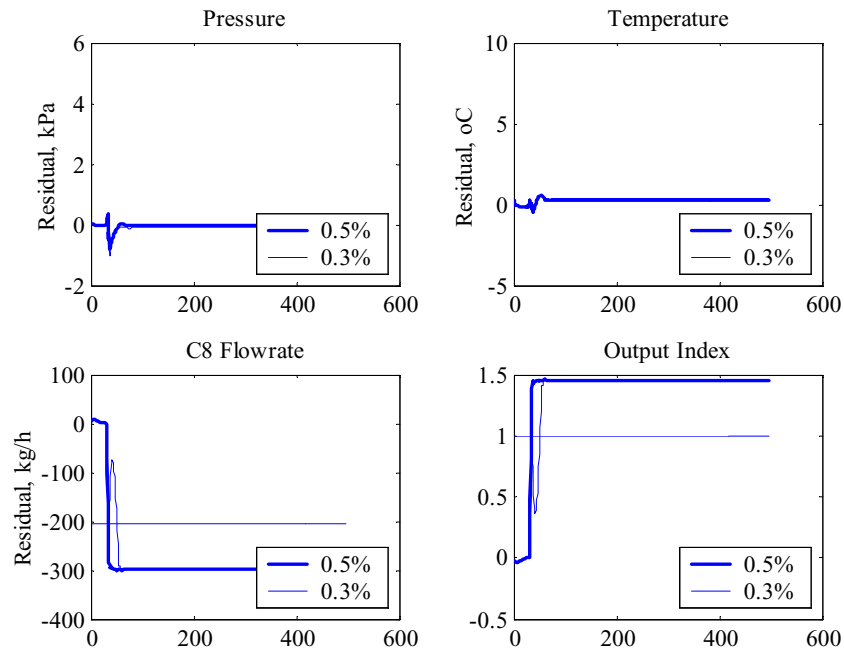 Pressure
Residual, kPa
6
4
2
0
-2
0 200 400 600
0.5%
0.3%
Temperature
Residual, oC
10
5
0
-5
0 200 400 600
0.5%
0.3%
C8 Flowrate
Residual, kg/h
100
0
-100
-200
-300
-400
0 200 400 600
0.5%
0.3%
Output Index
1.5
1
0.5
0
-0.5
0 200 400 600
0.5%
0.3%